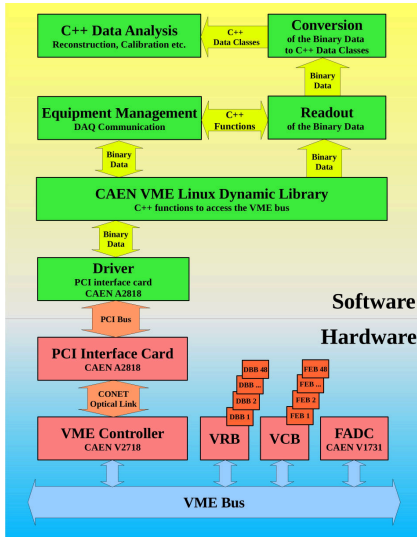 C++ Data Analysis
Reconstruction, Calibration etc.
C++
Data Classes
Conversion
of the Binary Data
to C++ Data Classes
Binary
Data
Equipment Management
DAQ Communication
C++
Functions
Readout
of the Binary Data
Binary
Data
Binary
Data
CAEN VME Linux Dynamic Library
C++ functions to access the VME bus
Binary
Data
Driver
PCI interface card
CAEN A2818
Software
PCI Bus
Hardware
PCI Interface Card
CAEN A2818
CONET
Optical Link
DBB 48
DBB ...
DBB 2
DBB 1
FEB 48
FEB ...
FEB 2
FEB 1
VME Controller
CAEN V2718
VRB
VCB
FADC
CAEN V1731
VME Bus